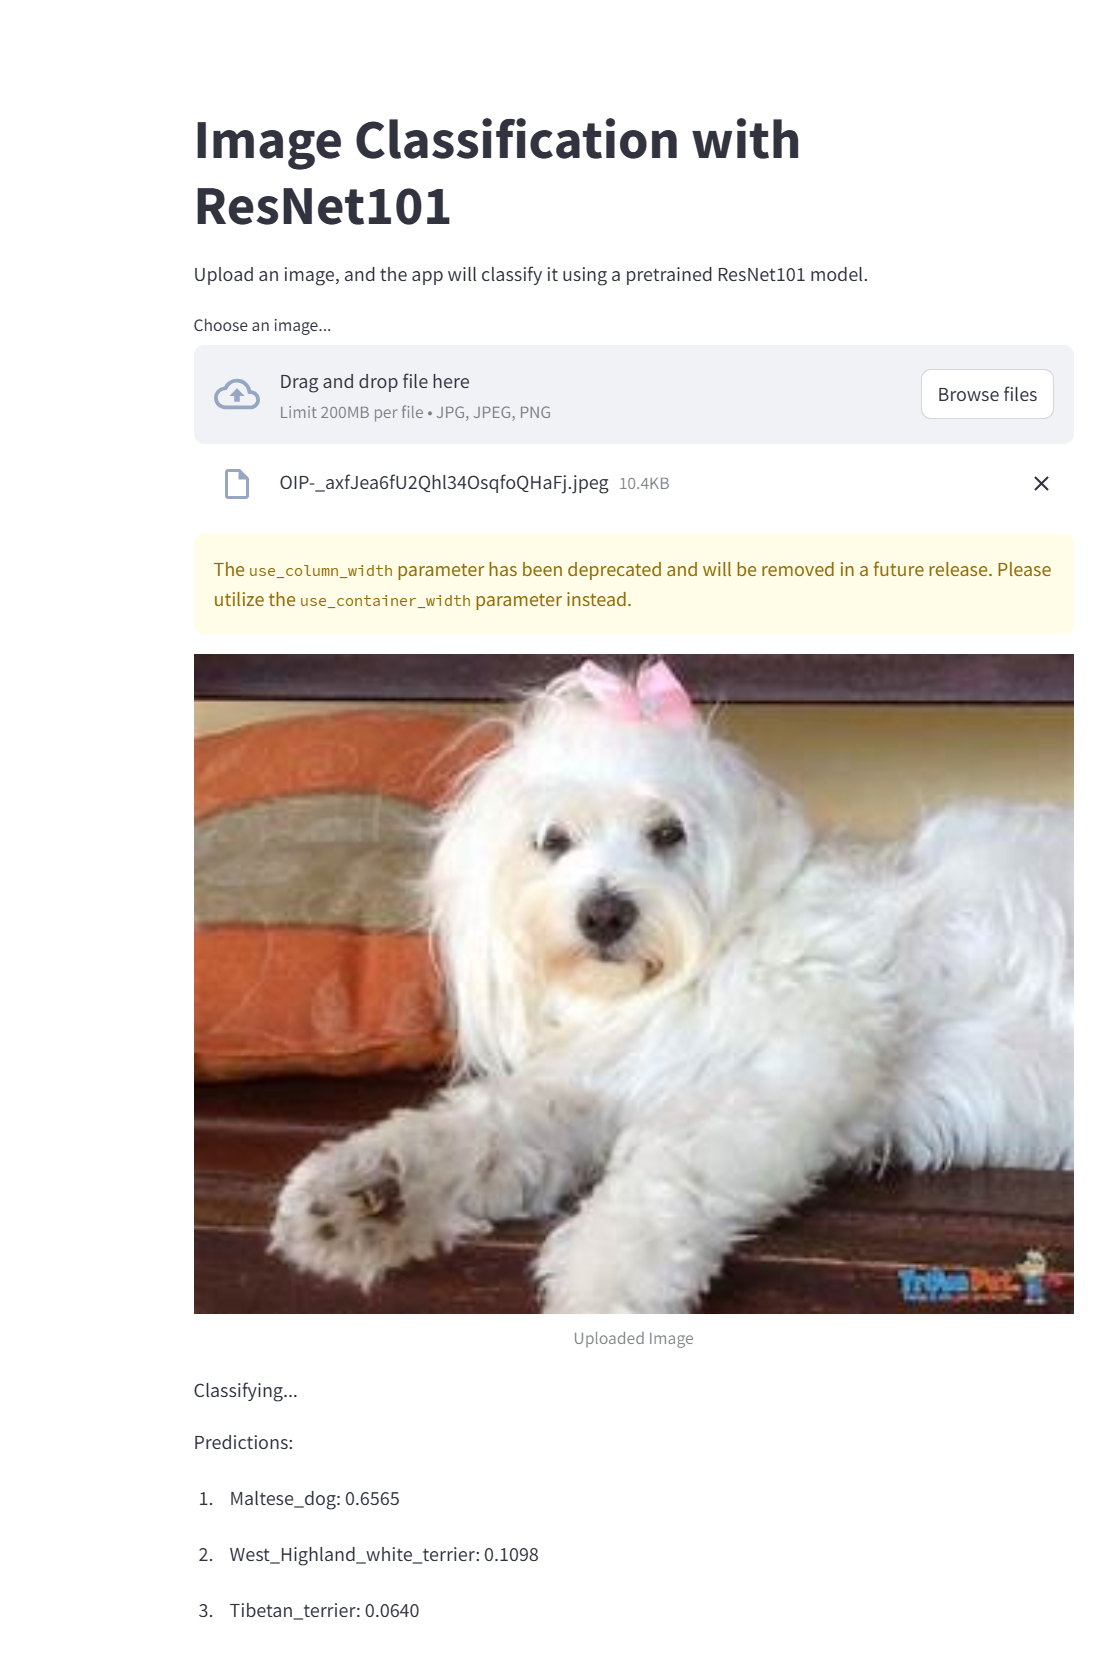 Image Classification with
ResNet101
Upload an image, and the app will classify it using a pretrained ResNet101 model.
Choose an image...
Drag and drop file here
Limit 200MB per file • JPG, JPEG, PNG
Browse files
OIP-_axfJea6fU2Qhl34OsqfoQHaFj.jpeg 10.4KB
The use_column_width parameter has been deprecated and will be removed in a future release. Please
utilize the use_container_width parameter instead.
Uploaded Image
Classifying...
Predictions:
1. Maltese_dog: 0.6565
2. West_Highland_white_terrier: 0.1098
3. Tibetan_terrier: 0.0640